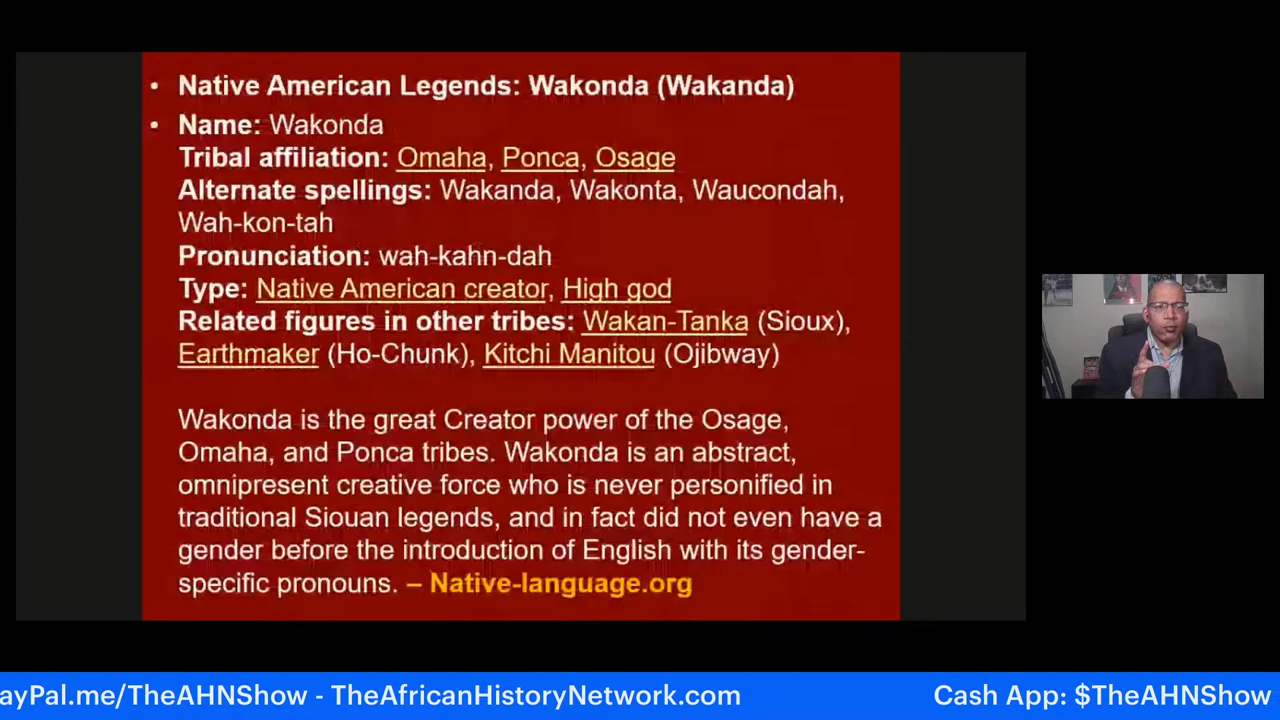 • Native American Legends: Wakonda (Wakanda)
• Name: Wakonda
Tribal affiliation: Omaha, Ponca, Osage
Alternate spellings: Wakanda, Wakonta, Waucondah,
Wah-kon-tah
Pronunciation: wah-kahn-dah
Type: Native American creator, High god
Related figures in other tribes: Wakan-Tanka (Sioux),
Earthmaker (Ho-Chunk), Kitchi Manitou (Ojibway)
Wakonda is the great Creator power of the Osage,
Omaha, and Ponca tribes. Wakonda is an abstract,
omnipresent creative force who is never personified in
traditional Siouan legends, and in fact did not even have a
gender before the introduction of English with its gender-
specific pronouns. – Native-language.org
ayPal.me/TheAHNShow - TheAfricanHistoryNetwork.com
Cash App: $TheAHNShow